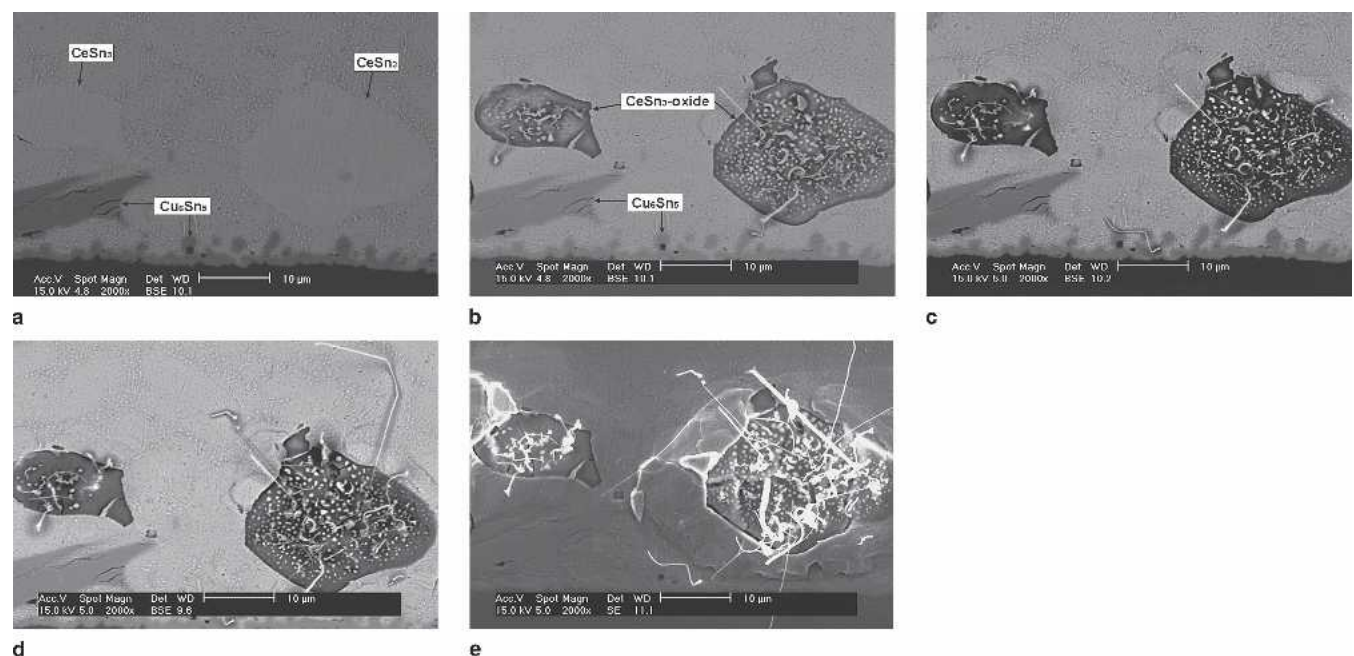 CeSn₃
CeSn₃
Cu₆Sn₅
Acc.V Spot Magn Det WD 10 μm
15.0 kV 4.8 2000x BSE 10.1
a
CeSn₃-oxide
Cu₆Sn₅
Acc.V Spot Magn Det WD 10 μm
15.0 kV 4.8 2000x BSE 10.1
b
Acc.V Spot Magn Det WD 10 μm
15.0 kV 5.0 2000x BSE 10.2
c
Acc.V Spot Magn Det WD 10 μm
15.0 kV 5.0 2000x BSE 9.6
d
Acc.V Spot Magn Det WD 10 μm
15.0 kV 5.0 2000x SE 11.1
e